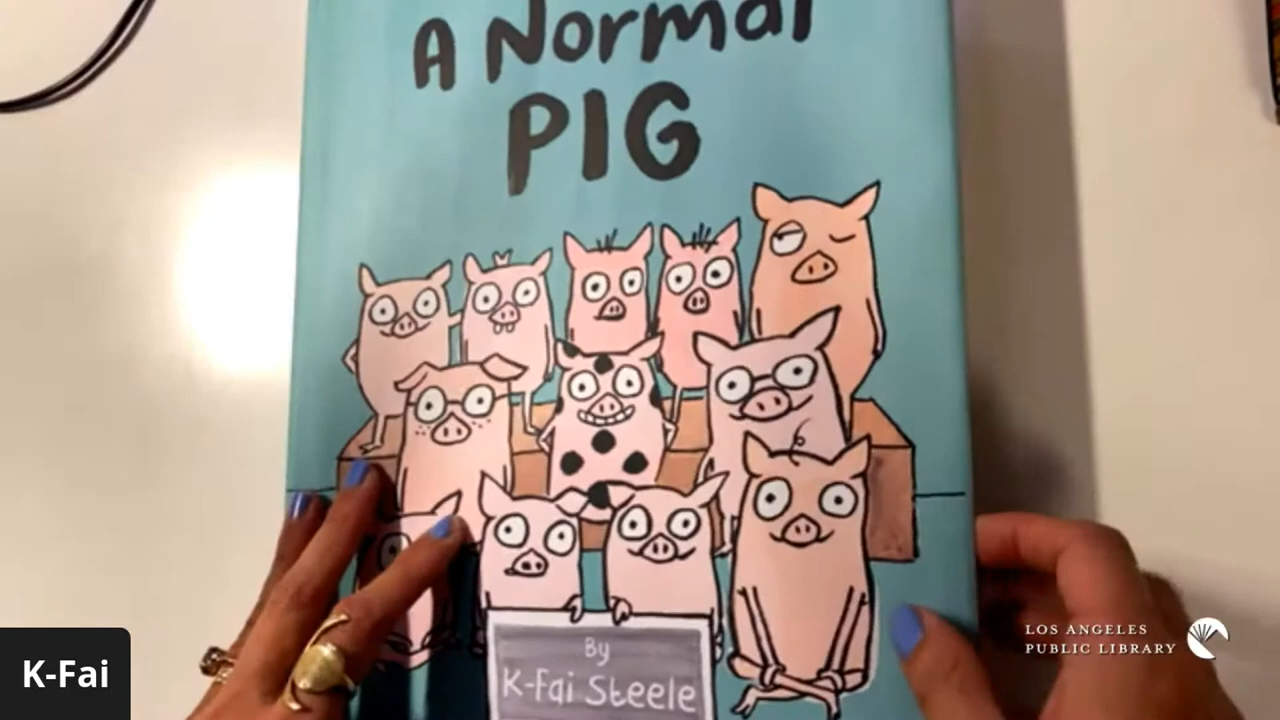 A Normal
PIG
By
K-Fai Steele
K-Fai
LOS ANGELES
PUBLIC LIBRARY